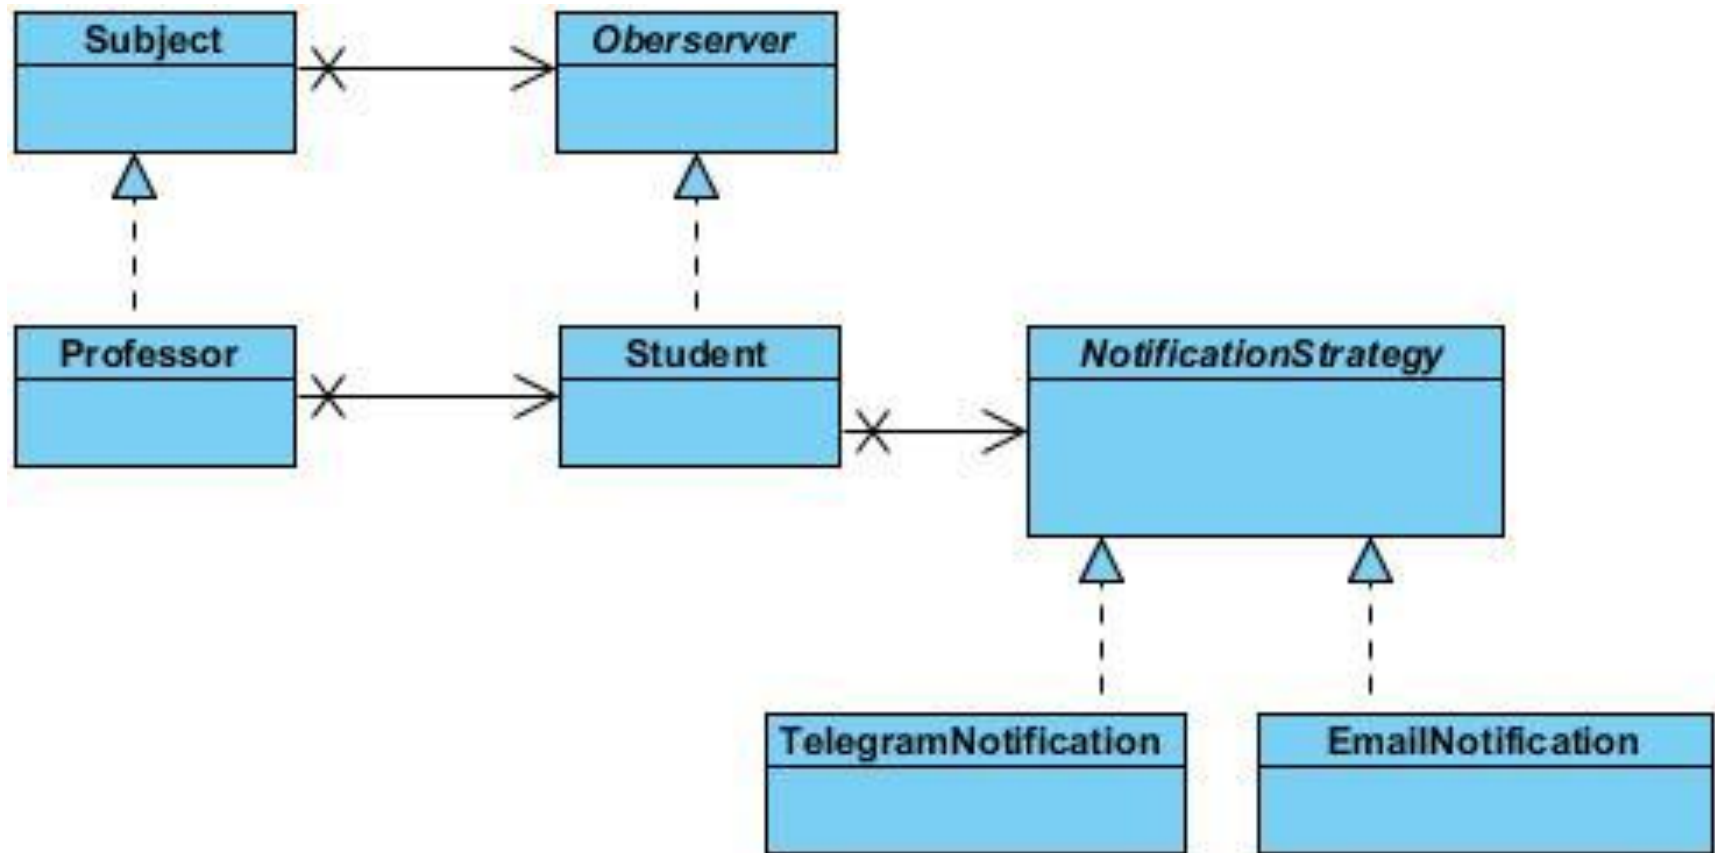 Subject
Oberserver
Professor
Student
NotificationStrategy
TelegramNotification
EmailNotification